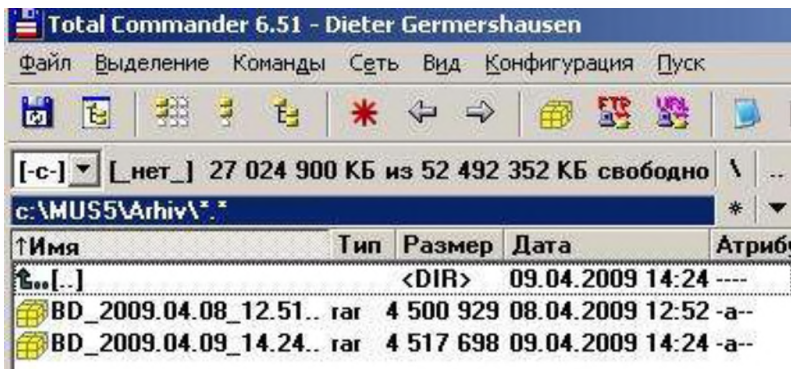 Total Commander 6.51 - Dieter Germershausen
Файл Выделение Команды Сеть Вид Конфигурация Пуск
FTP URL
[-c-] [_нет_] 27 024 900 КБ из 52 492 352 КБ свободно \ ..
c:\MUS5\Arhiv\*.* * ▼
↑Имя Тип Размер Дата Атрибу
..[..] <DIR> 09.04.2009 14:24 ----
BD_2009.04.08_12.51.. rar 4 500 929 08.04.2009 12:52 -a--
BD_2009.04.09_14.24.. rar 4 517 698 09.04.2009 14:24 -a--